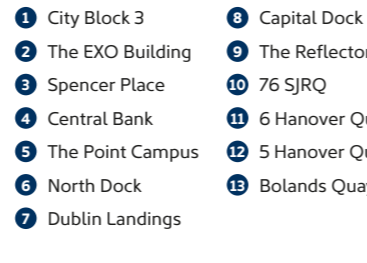 1 City Block 3
2 The EXO Building
3 Spencer Place
4 Central Bank
5 The Point Campus
6 North Dock
7 Dublin Landings
8 Capital Dock
9 The Reflector
10 76 SJRQ
11 6 Hanover
12 5 Hanover
13 Bolands Quay